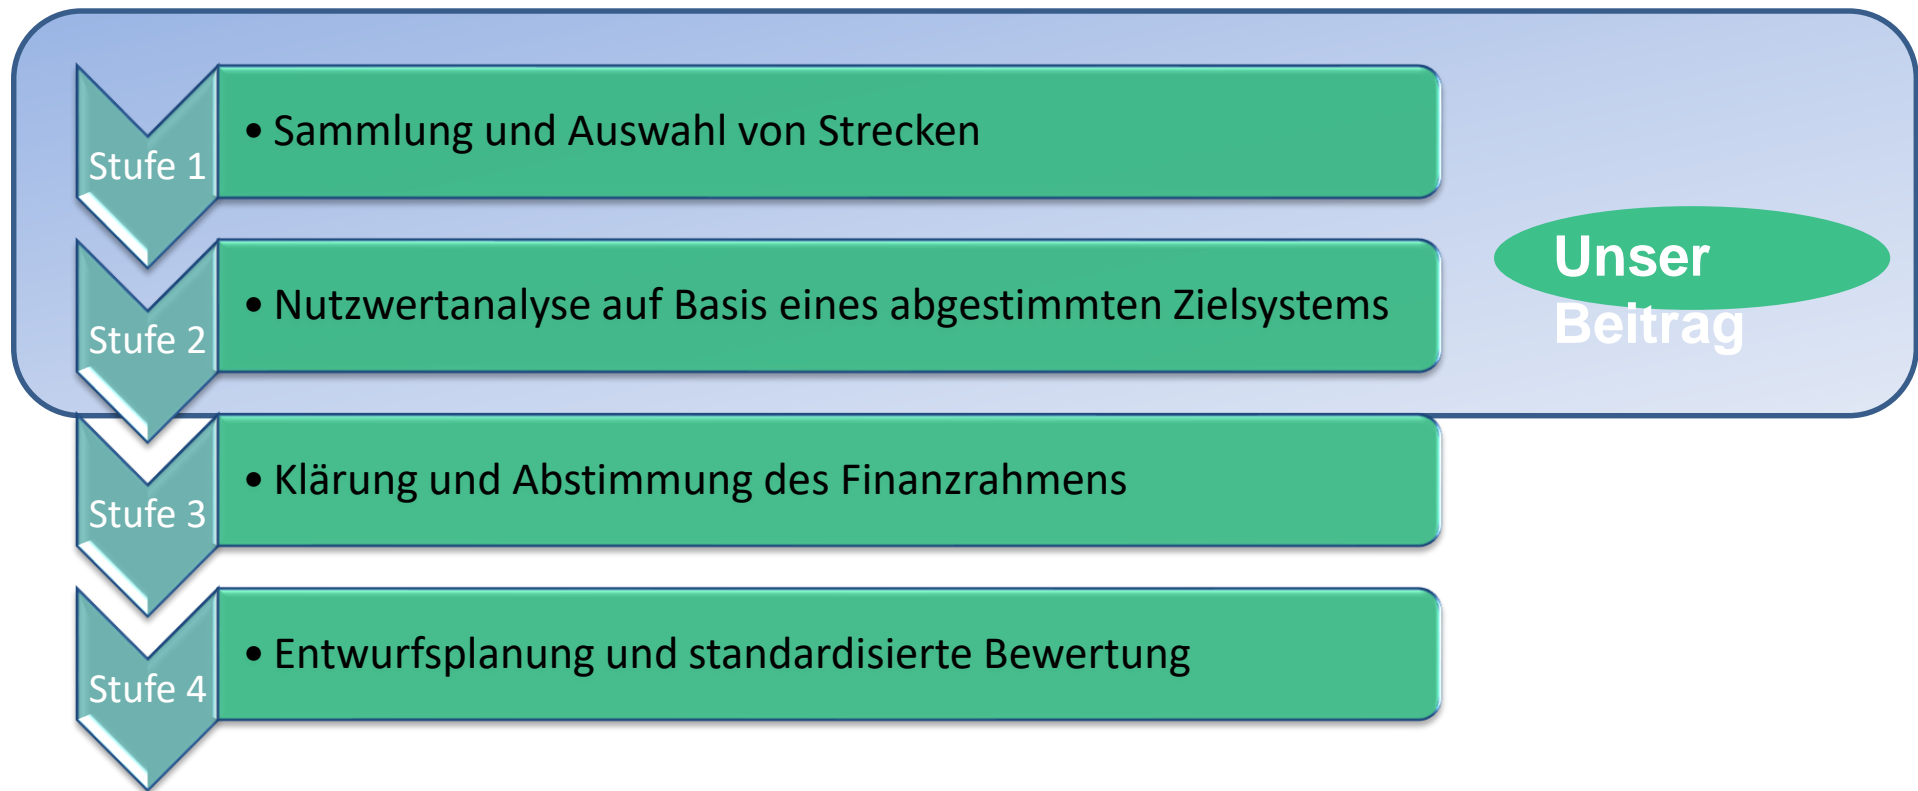 Stufe 1
• Sammlung und Auswahl von Strecken
Stufe 2
• Nutzwertanalyse auf Basis eines abgestimmten Zielsystems
Unser
Beitrag
Stufe 3
• Klärung und Abstimmung des Finanzrahmens
Stufe 4
• Entwurfsplanung und standardisierte Bewertung